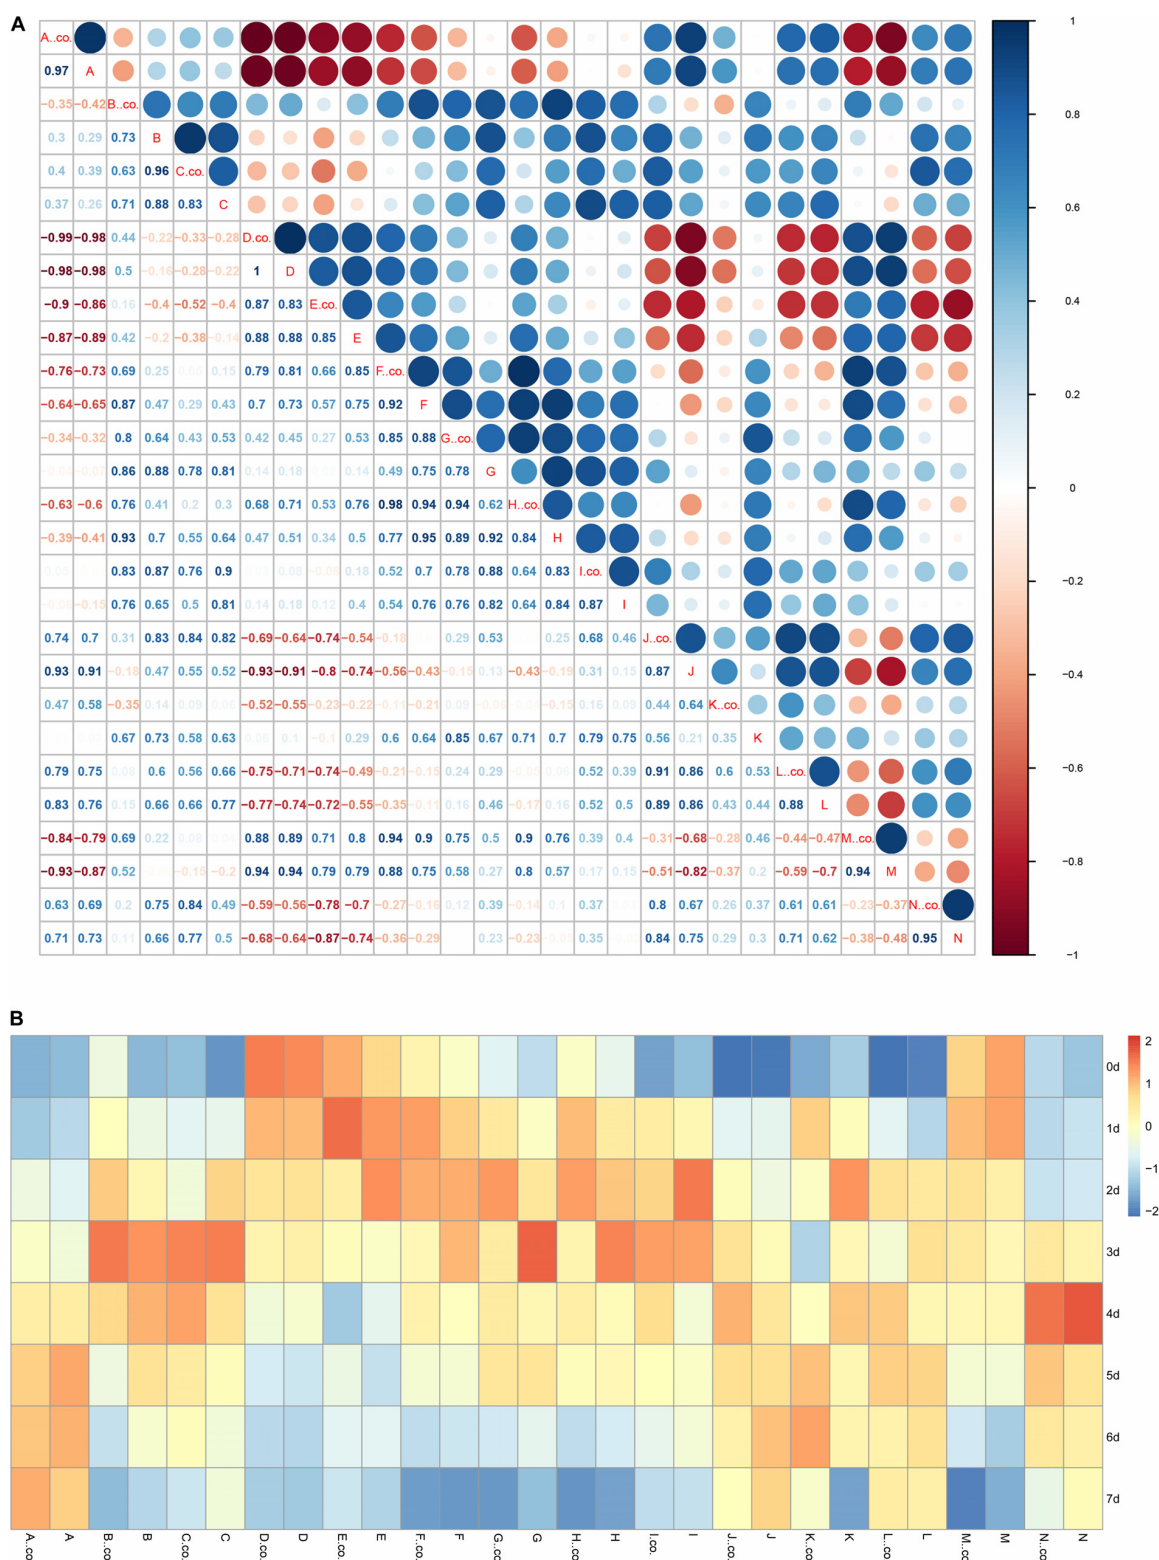 A
A..co.
0.97 A
−0.35 −0.42 B..co.
0.3 0.29 0.73 B
0.4 0.39 0.63 0.96 C.co.
0.37 0.26 0.71 0.88 0.83 C
−0.99 −0.98 0.44 −0.22 −0.33 −0.28 D.co.
−0.98 −0.98 0.5 −0.16 −0.28 −0.22 1 D
−0.9 −0.86 0.16 −0.4 −0.52 −0.4 0.87 0.83 E.co.
−0.87 −0.89 0.42 −0.2 −0.38 −0.14 0.88 0.88 0.85 E
−0.76 −0.73 0.69 0.25 0.05 0.15 0.79 0.81 0.66 0.85 F..co.
−0.64 −0.65 0.87 0.47 0.29 0.43 0.7 0.73 0.57 0.75 0.92 F
−0.34 −0.32 0.8 0.64 0.43 0.53 0.42 0.45 0.27 0.53 0.85 0.88 G..co.
0.86 0.88 0.78 0.81 0.14 0.18 0.14 0.49 0.75 0.78 G
−0.63 −0.6 0.76 0.41 0.2 0.3 0.68 0.71 0.53 0.76 0.98 0.94 0.94 0.62 H..co.
−0.39 −0.41 0.93 0.7 0.55 0.64 0.47 0.51 0.34 0.5 0.77 0.95 0.89 0.92 0.84 H
0.83 0.87 0.76 0.9 0.08 −0.06 0.18 0.52 0.7 0.78 0.88 0.64 0.83 I.co.
−0.15 0.76 0.65 0.5 0.81 0.14 0.18 0.12 0.4 0.54 0.76 0.76 0.82 0.64 0.84 0.87 I
0.74 0.7 0.31 0.83 0.84 0.82 −0.69 −0.64 −0.74 −0.54 −0.18 0.29 0.53 0.25 0.68 0.46 J..co.
0.93 0.91 −0.18 0.47 0.55 0.52 −0.93 −0.91 −0.8 −0.74 −0.56 −0.43 −0.15 0.13 −0.43 −0.19 0.31 0.15 0.87 J
0.47 0.58 −0.35 0.14 0.09 −0.52 −0.55 −0.23 −0.22 −0.11 −0.21 0.09 −0.15 0.16 0.09 0.44 0.64 K..co.
0.67 0.73 0.58 0.63 0.1 −0.1 0.29 0.6 0.64 0.85 0.67 0.71 0.7 0.79 0.75 0.56 0.21 0.35 K
0.79 0.75 0.08 0.6 0.56 0.66 −0.75 −0.71 −0.74 −0.49 −0.21 −0.15 0.24 0.29 0.52 0.39 0.91 0.86 0.6 0.53 L..co.
0.83 0.76 0.15 0.66 0.66 0.77 −0.77 −0.74 −0.72 −0.55 −0.35 −0.11 0.16 0.46 −0.17 0.16 0.52 0.5 0.89 0.86 0.43 0.44 0.88 L
−0.84 −0.79 0.69 0.22 0.08 0.88 0.89 0.71 0.8 0.94 0.9 0.75 0.5 0.9 0.76 0.39 0.4 −0.31 −0.68 −0.28 0.46 −0.44 −0.47 M..co.
−0.93 −0.87 0.52 −0.15 −0.2 0.94 0.94 0.79 0.79 0.88 0.75 0.58 0.27 0.8 0.57 0.17 0.15 −0.51 −0.82 −0.37 0.2 −0.59 −0.7 0.94 M
0.63 0.69 0.2 0.75 0.84 0.49 −0.59 −0.56 −0.78 −0.7 −0.27 −0.16 0.12 0.39 −0.14 0.1 0.37 0.8 0.67 0.26 0.37 0.61 0.61 −0.23 −0.37 N..co.
0.71 0.73 0.11 0.66 0.77 0.5 −0.68 −0.64 −0.87 −0.74 −0.36 −0.29 0.23 −0.23 −0.05 0.35 0.84 0.75 0.29 0.3 0.71 0.62 −0.38 −0.48 0.95 N
1
0.8
0.6
0.4
0.2
0
−0.2
−0.4
−0.6
−0.8
−1
B
0d
1d
2d
3d
4d
5d
6d
7d
2
1
0
−1
−2
A..co A B..co B C..co C D.co. D E.co. E F..co F G..co G H..co H I.co. I J..co J K..co K L..co L M..co M N..co N